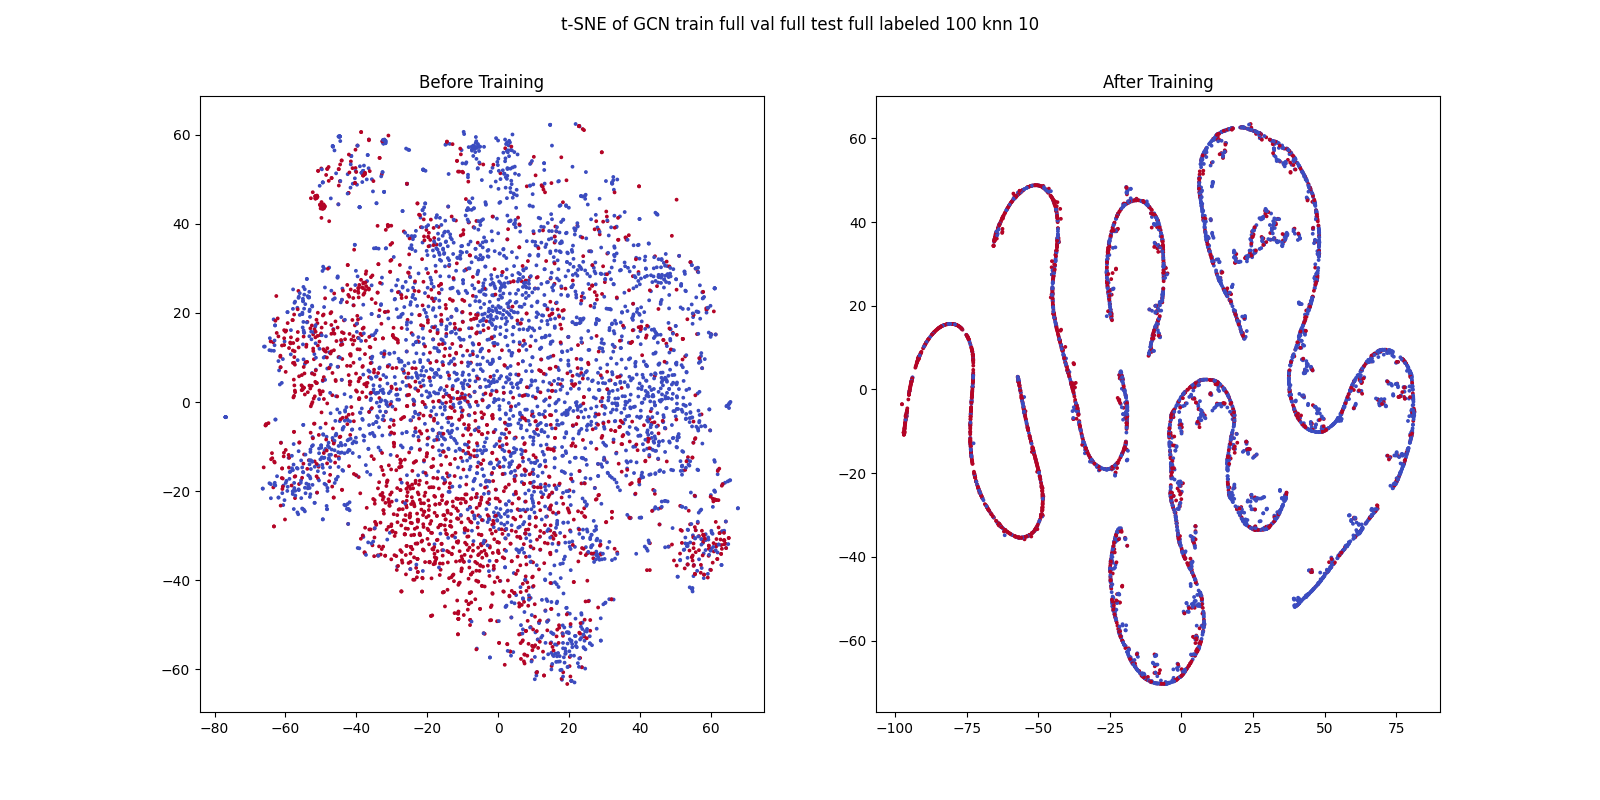 t-SNE of GCN train full val full test full labeled 100 knn 10
Before Training
After Training
60
40
20
0
−20
−40
−60
−80 −60 −40 −20 0 20 40 60
60
40
20
0
−20
−40
−60
−100 −75 −50 −25 0 25 50 75